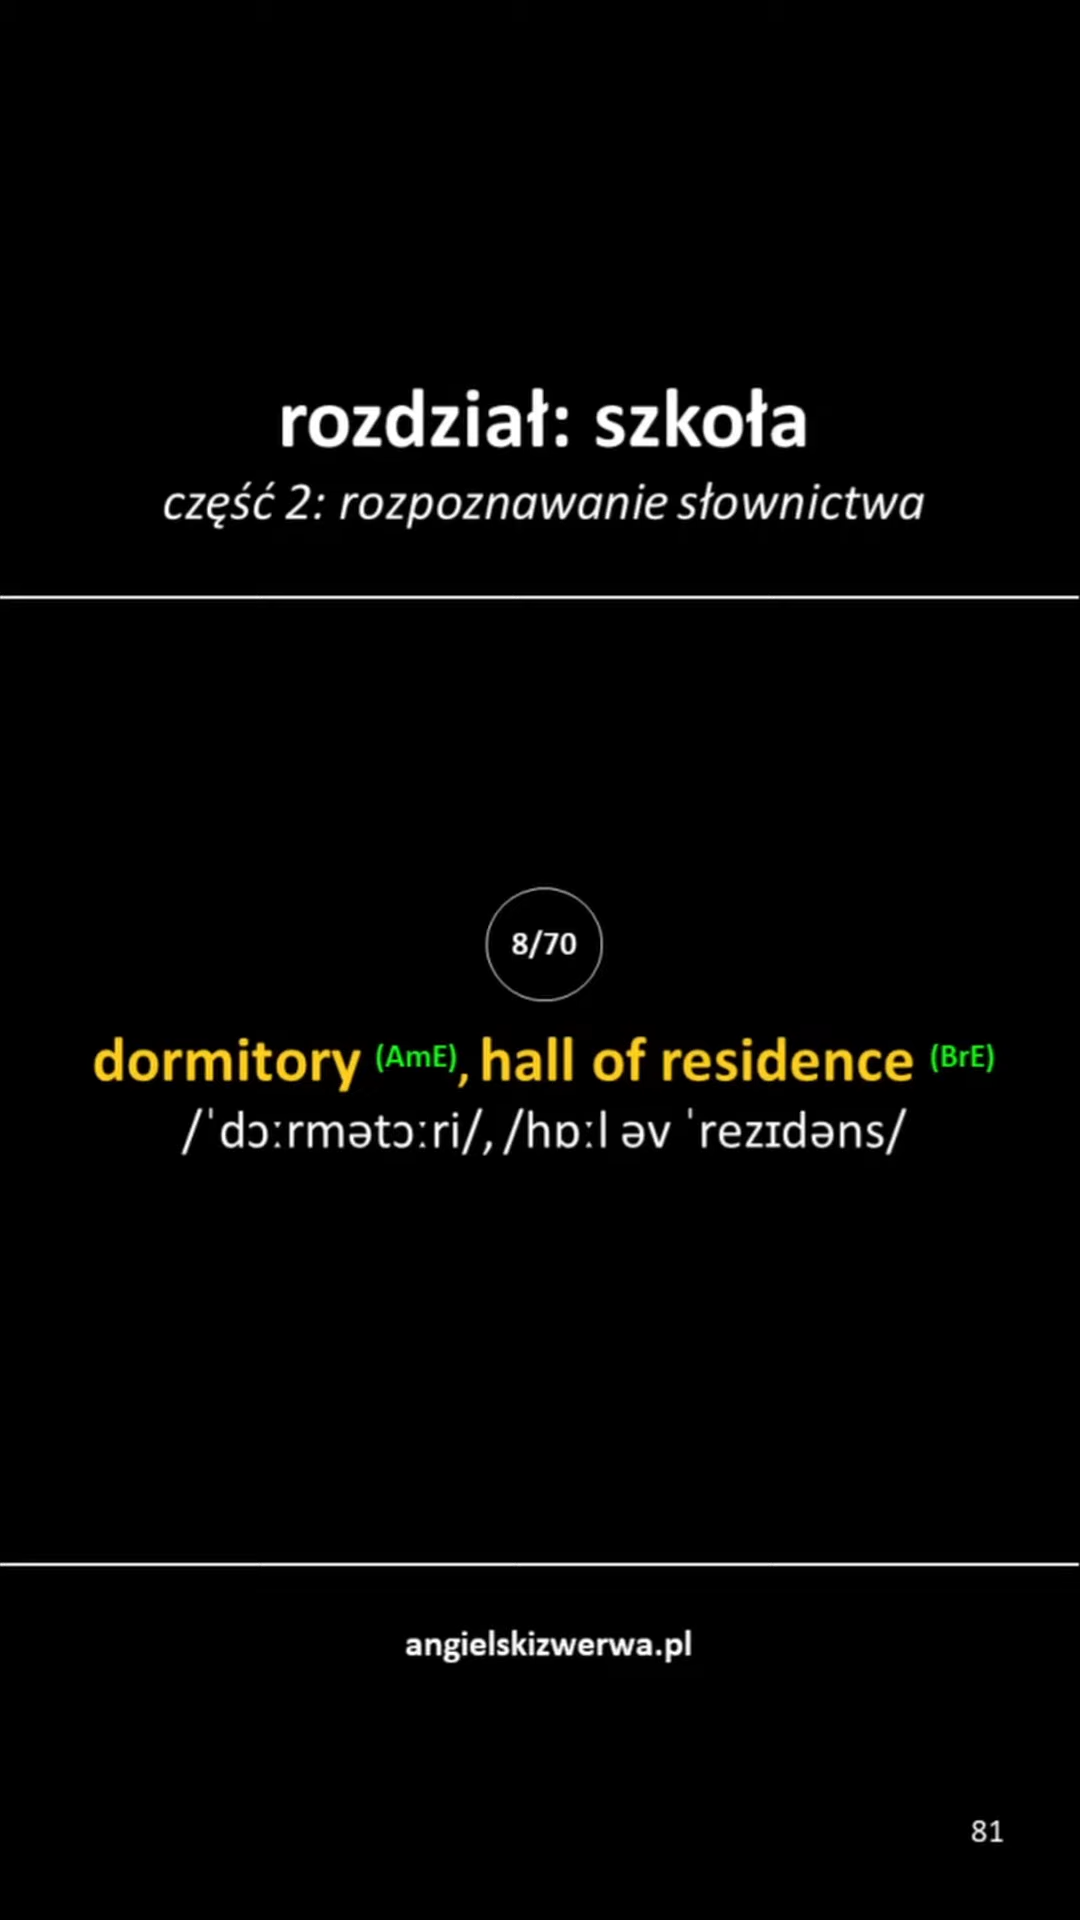 rozdział: szkoła
część 2: rozpoznawanie słownictwa
8/70
dormitory (AmE), hall of residence (BrE)
/ˈdɔːrmətɔːri/, /hɒːl əv ˈrezɪdəns/
angielskizwerwa.pl
81